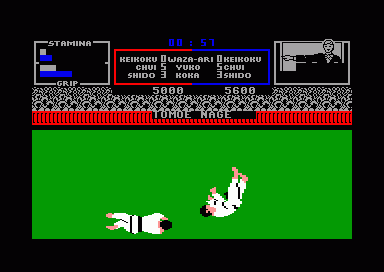 STAMINA
00:57
KEIKOKU 0 WAZA-ARI 0 KEIKOKU
CHUI 5 YUKO 5 CHUI
SHIDO 3 KOKA 3 SHIDO
GRIP
5000 5600
TOMOE NAGE